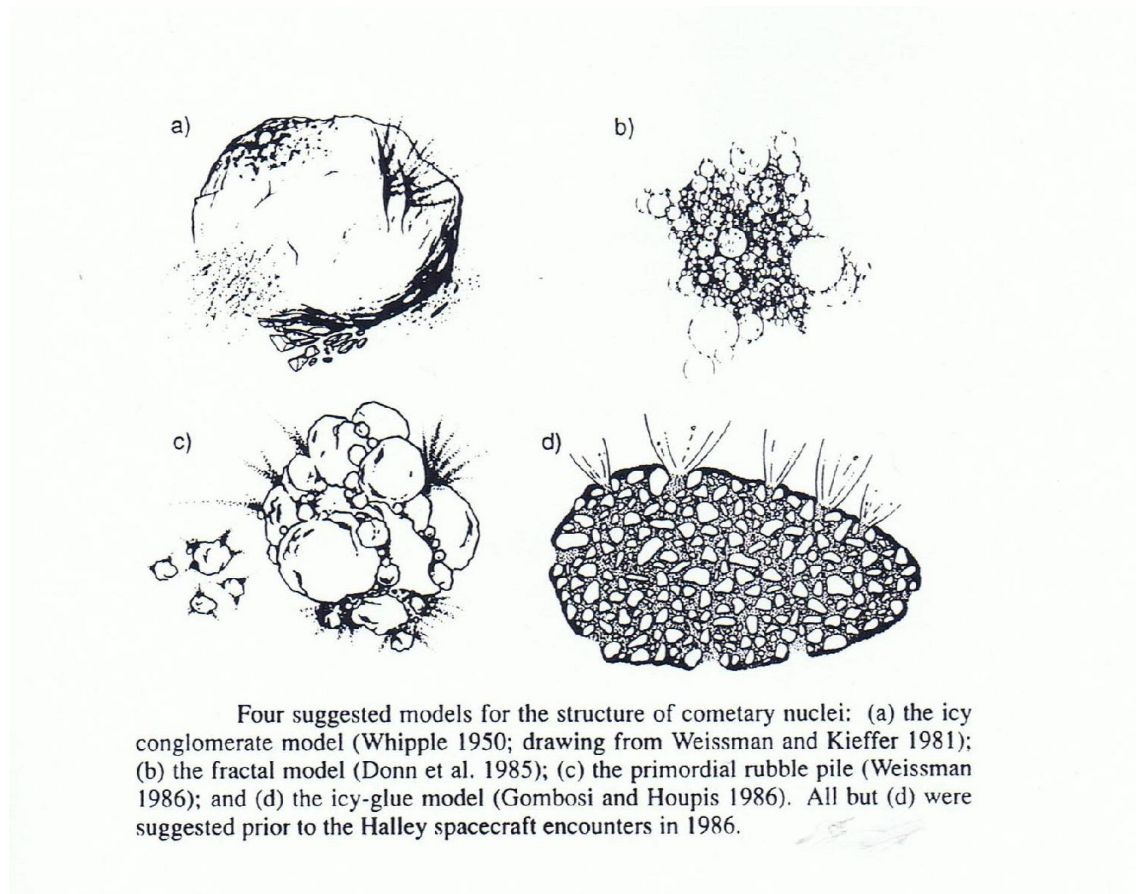 a)
b)
c)
d)
Four suggested models for the structure of cometary nuclei: (a) the icy
conglomerate model (Whipple 1950; drawing from Weissman and Kieffer 1981);
(b) the fractal model (Donn et al. 1985); (c) the primordial rubble pile (Weissman
1986); and (d) the icy-glue model (Gombosi and Houpis 1986). All but (d) were
suggested prior to the Halley spacecraft encounters in 1986.